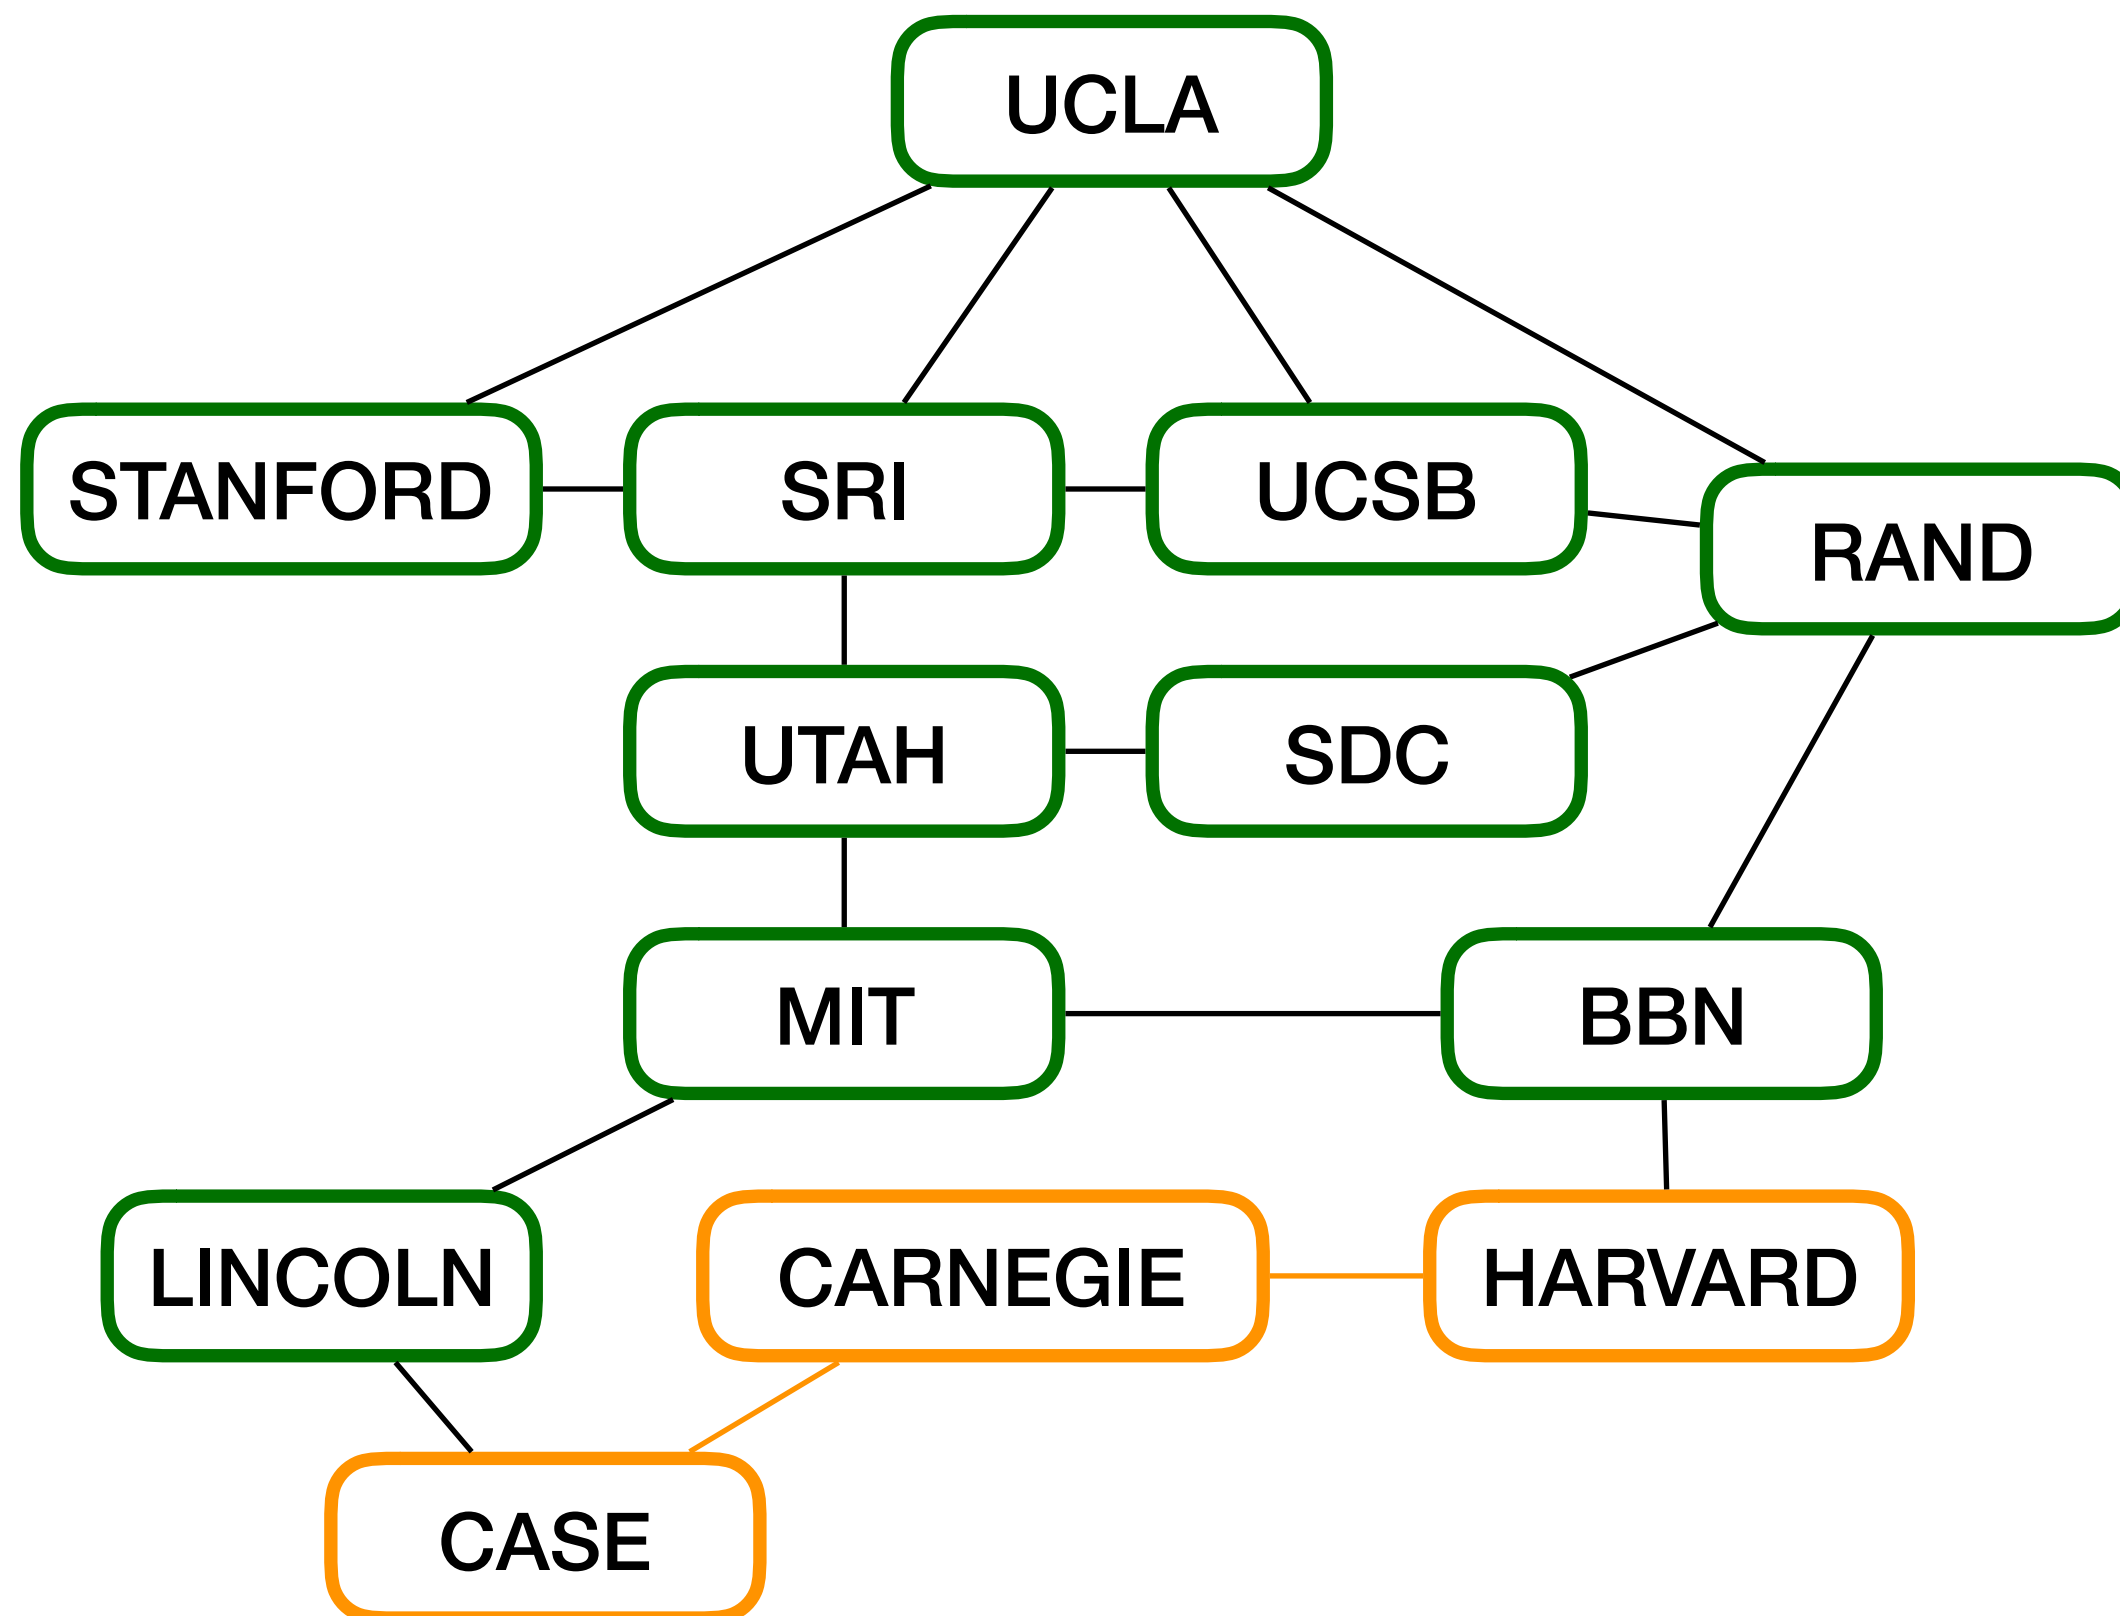 UCLA
STANFORD
SRI
UCSB
RAND
UTAH
SDC
MIT
BBN
LINCOLN
CARNEGIE
HARVARD
CASE